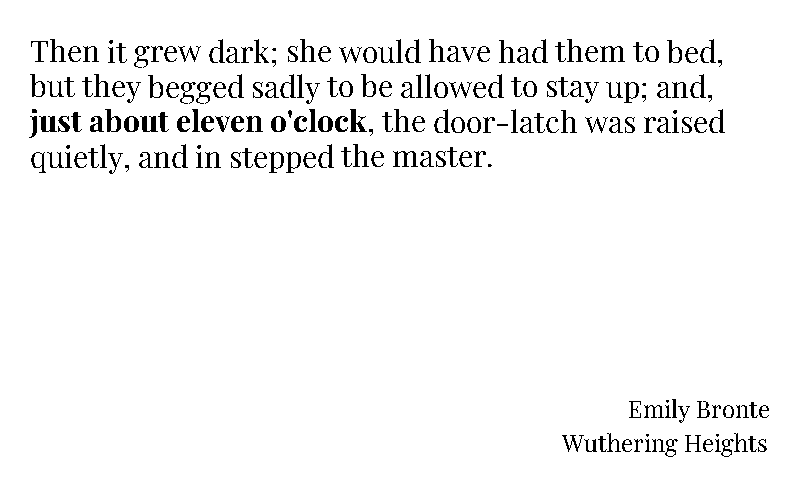 Then it grew dark; she would have had them to bed,
but they begged sadly to be allowed to stay up; and,
just about eleven o'clock, the door-latch was raised
quietly, and in stepped the master.
Emily Bronte
Wuthering Heights